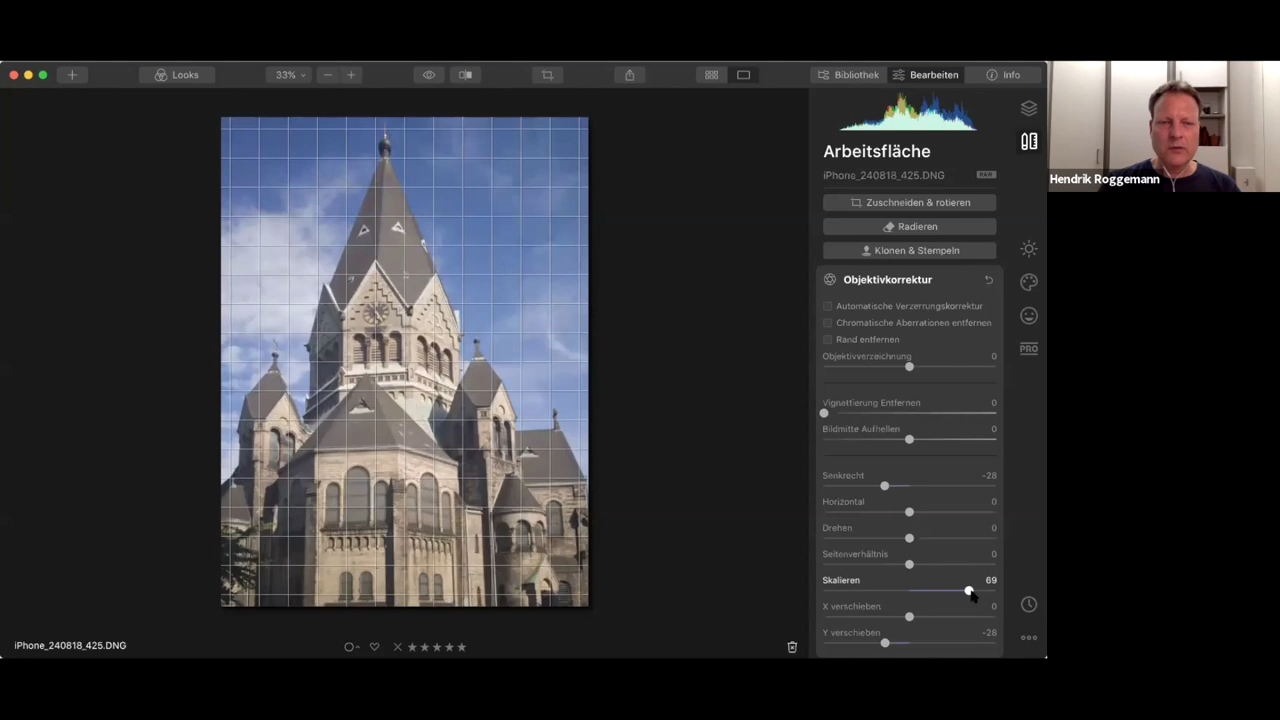 Looks
33%
Bibliothek
Bearbeiten
Info
Arbeitsfläche
iPhone_240818_425.DNG
RAW
Zuschneiden & rotieren
Radieren
Klonen & Stempeln
Objektivkorrektur
Automatische Verzerrungskorrektur
Chromatische Aberrationen entfernen
Rand entfernen
Objektivverzeichnung 0
Vignettierung Entfernen 0
Bildmitte Aufhellen 0
Senkrecht -28
Horizontal 0
Drehen 0
Seitenverhältnis 0
Skalieren 69
X verschieben 0
Y verschieben -28
PRO
iPhone_240818_425.DNG
Hendrik Roggemann